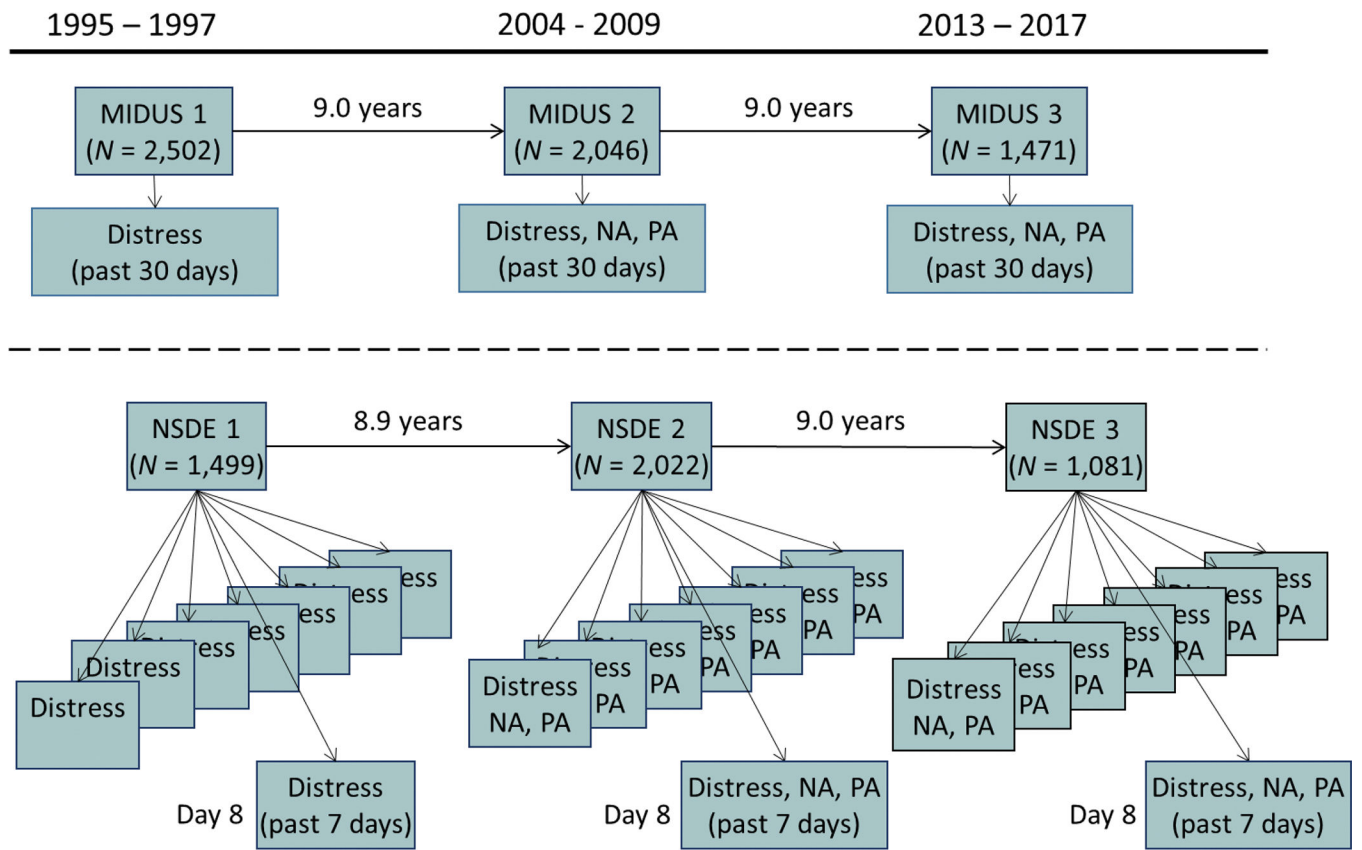 1995 – 1997
2004 - 2009
2013 – 2017
MIDUS 1
(N = 2,502)
9.0 years
MIDUS 2
(N = 2,046)
9.0 years
MIDUS 3
(N = 1,471)
Distress
(past 30 days)
Distress, NA, PA
(past 30 days)
Distress, NA, PA
(past 30 days)
NSDE 1
(N = 1,499)
8.9 years
NSDE 2
(N = 2,022)
9.0 years
NSDE 3
(N = 1,081)
Distress
Distress
Distress
Distress
NA, PA
Distress
NA, PA
Day 8
Distress
(past 7 days)
Day 8
Distress, NA, PA
(past 7 days)
Day 8
Distress, NA, PA
(past 7 days)